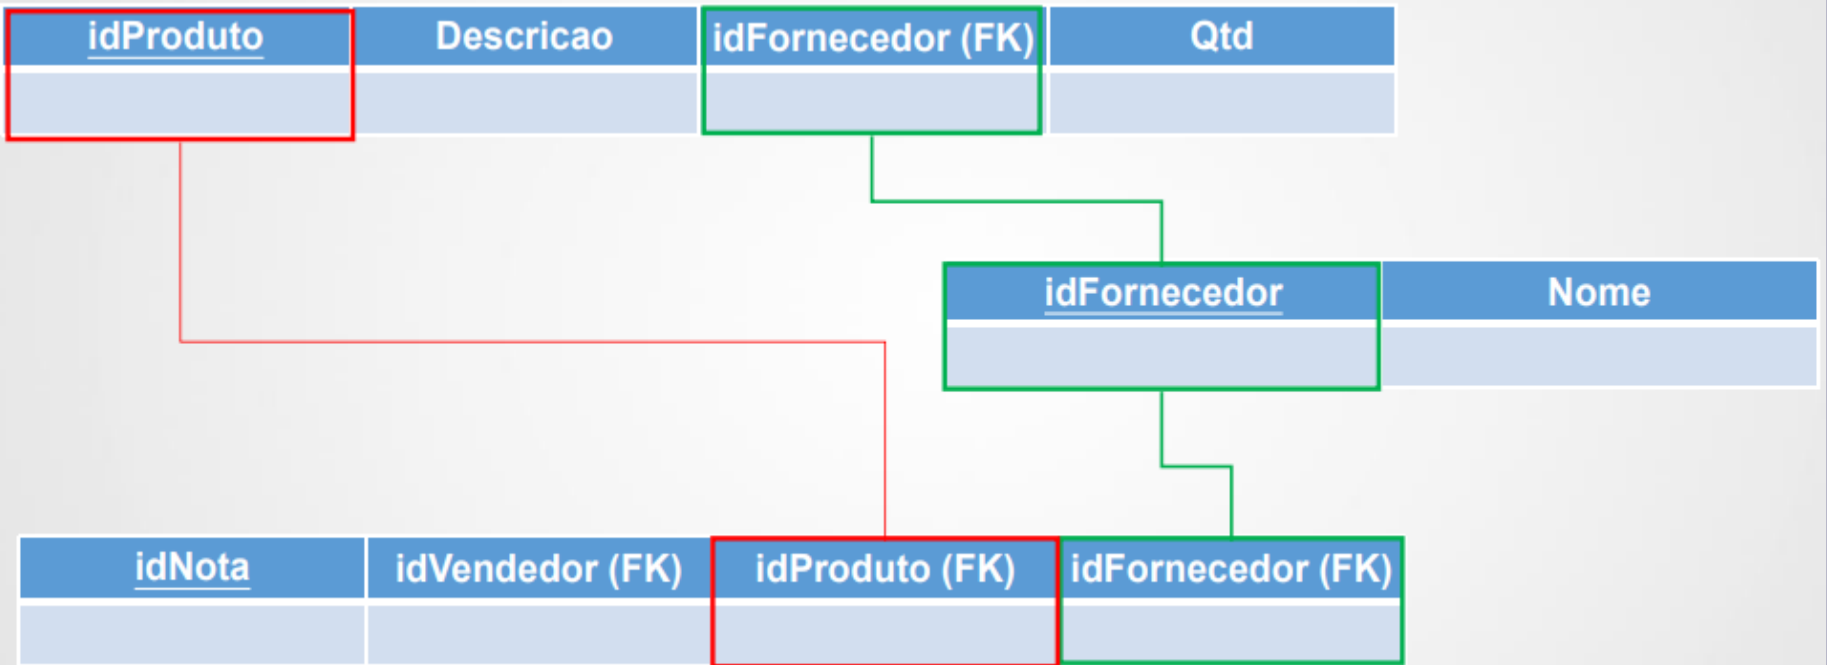 idProduto Descricao idFornecedor (FK) Qtd
idFornecedor Nome
idNota idVendedor (FK) idProduto (FK) idFornecedor (FK)